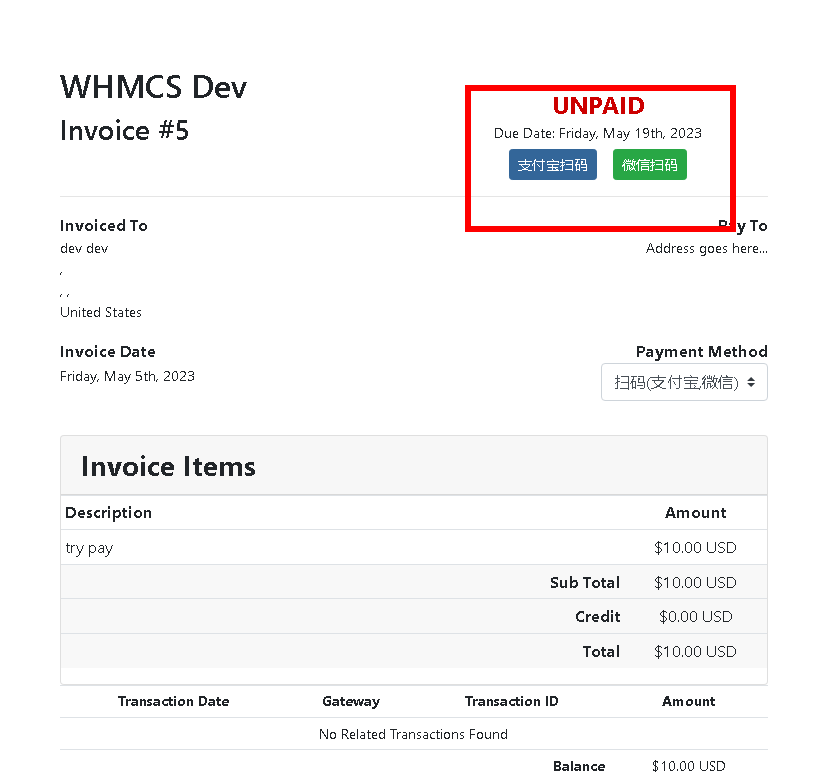 WHMCS Dev
Invoice #5
UNPAID
Due Date: Friday, May 19th, 2023
支付宝扫码 微信扫码
Invoiced To
dev dev
,
, ,
United States
Pay To
Address goes here...
Invoice Date
Friday, May 5th, 2023
Payment Method
扫码(支付宝,微信)
Invoice Items
Description Amount
try pay $10.00 USD
Sub Total $10.00 USD
Credit $0.00 USD
Total $10.00 USD
Transaction Date Gateway Transaction ID Amount
No Related Transactions Found
Balance $10.00 USD